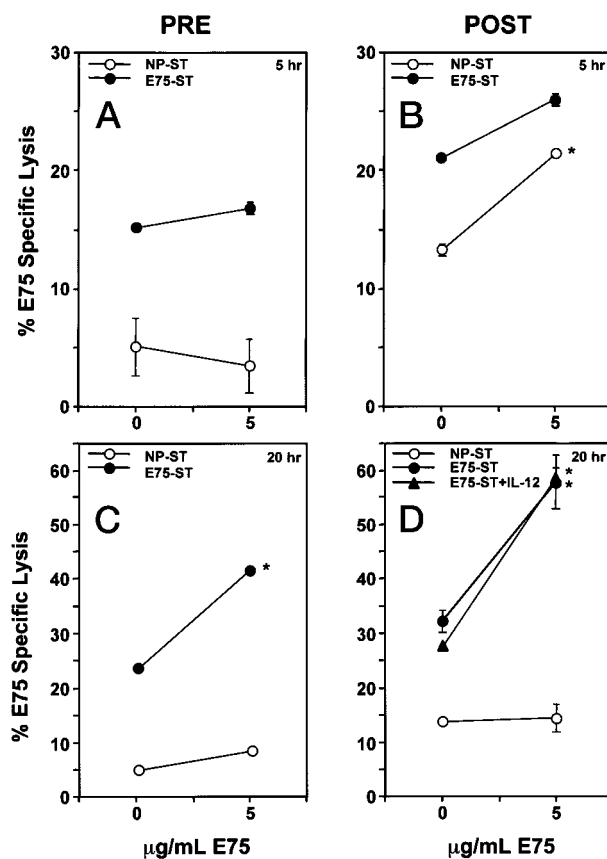 PRE
POST
% E75 Specific Lysis
30
20
10
0
NP-ST
E75-ST
5 hr
A
0
5
30
20
10
0
NP-ST
E75-ST
5 hr
B
*
0
5
% E75 Specific Lysis
60
50
40
30
20
10
0
NP-ST
E75-ST
20 hr
C
*
0
5
μg/mL E75
60
50
40
30
20
10
0
NP-ST
E75-ST
E75-ST+IL-12
20 hr
D
*
*
0
5
μg/mL E75